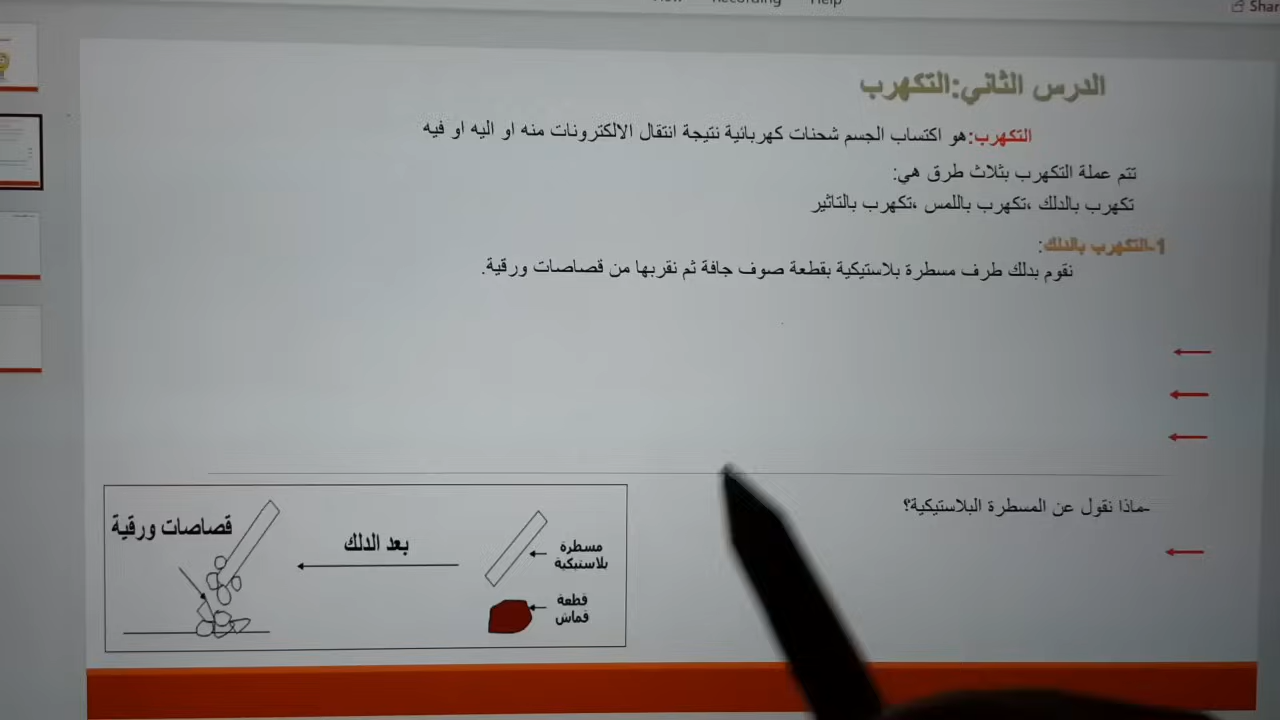 Recording
Help
Shar
الدرس الثاني:التكهرب
التكهرب:هو اكتساب الجسم شحنات كهربائية نتيجة انتقال الالكترونات منه او اليه او فيه
تتم عملة التكهرب بثلاث طرق هي:
تكهرب بالدلك ،تكهرب باللمس ،تكهرب بالتاثير
1-التكهرب بالدلك:
نقوم بدلك طرف مسطرة بلاستيكية بقطعة صوف جافة ثم نقربها من قصاصات ورقية.
-ماذا نقول عن المسطرة البلاستيكية؟
مسطرة
بلاستيكية
قطعة
قماش
بعد الدلك
قصاصات ورقية